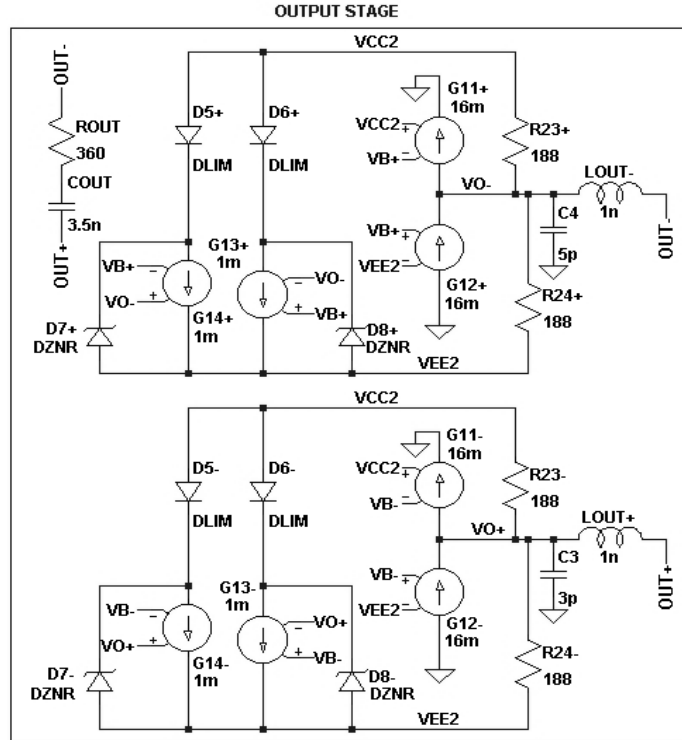 OUTPUT STAGE
VCC2
OUT-
ROUT
360
COUT
3.5n
OUT+
D5+
DLIM
D6+
DLIM
G11+
16m
VCC2
+
VB+
−
R23+
188
VO-
LOUT-
1n
OUT-
C4
5p
VB+
+
VEE2
−
G12+
16m
R24+
188
G13+
1m
VB+
−
VO-
+
G14+
1m
VO-
−
VB+
+
D7+
DZNR
D8+
DZNR
VEE2
VCC2
D5-
DLIM
D6-
DLIM
G11-
16m
VCC2
+
VB-
−
R23-
188
VO+
LOUT+
1n
OUT+
C3
3p
VB-
+
VEE2
−
G12-
16m
R24-
188
G13-
1m
VB-
−
VO+
+
G14-
1m
VO+
−
VB-
+
D7-
DZNR
D8-
DZNR
VEE2